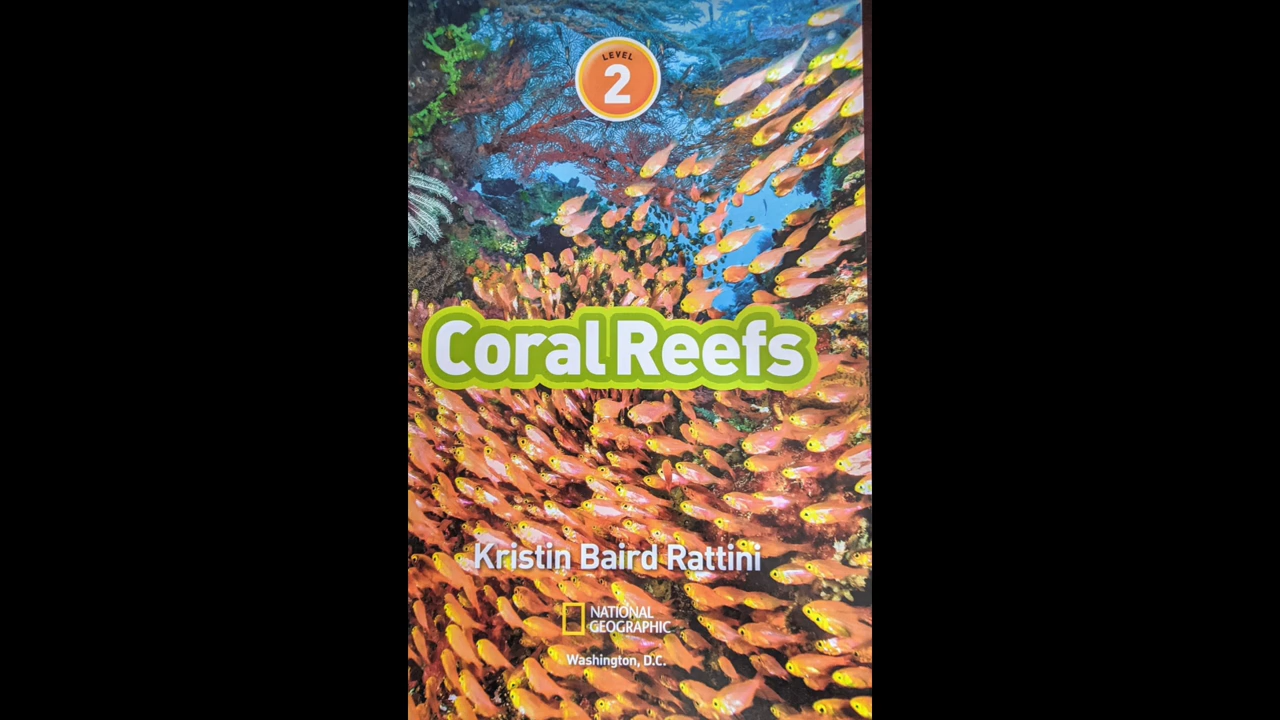 LEVEL
2
Coral Reefs
Kristin Baird Rattini
NATIONAL
GEOGRAPHIC
Washington, D.C.